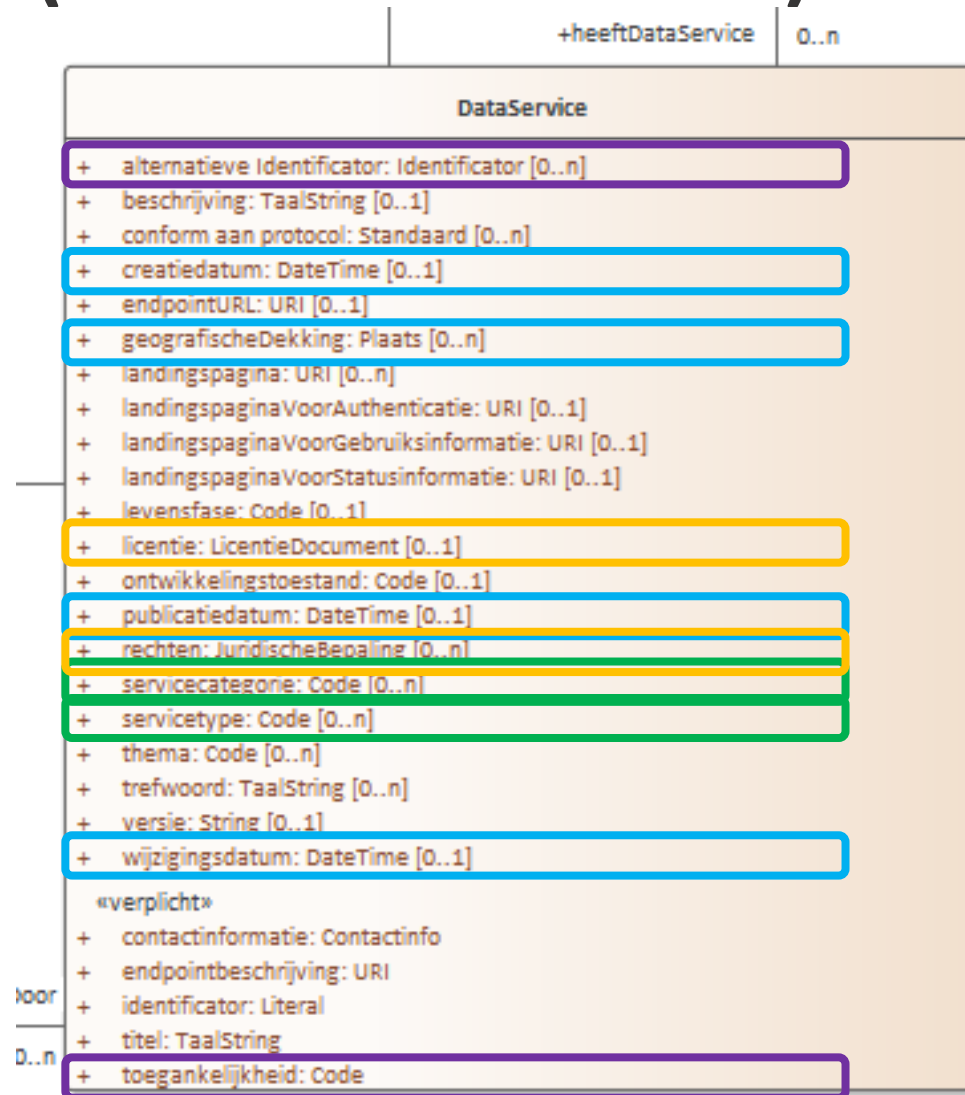 +heftDataService 0..n
DataService
+ alternatieve Identificator: Identificator [0..n]
+ beschrijving: TaalString [0..1]
+ conform aan protocol: Standaard [0..n]
+ creatiedatum: DateTime [0..1]
+ endpointURL: URI [0..1]
+ geografischeDekking: Plaats [0..n]
+ landingspagina: URI [0..n]
+ landingspaginaVoorAuthenticatie: URI [0..1]
+ landingspaginaVoorGebruiksinformatie: URI [0..1]
+ landingspaginaVoorStatusinformatie: URI [0..1]
+ levensfase: Code [0..1]
+ licentie: LicentieDocument [0..1]
+ ontwikkelingstoestand: Code [0..1]
+ publicatiedatum: DateTime [0..1]
+ rechten: JuridischeBepaling [0..n]
+ servicecategorie: Code [0..n]
+ servicetype: Code [0..n]
+ thema: Code [0..n]
+ trefwoord: TaalString [0..n]
+ versie: String [0..1]
+ wijzigingsdatum: DateTime [0..1]
«verplicht»
+ contactinformatie: Contactinfo
+ endpointbeschrijving: URI
+ identificator: Literal
+ titel: TaalString
+ toegankelijkheid: Code